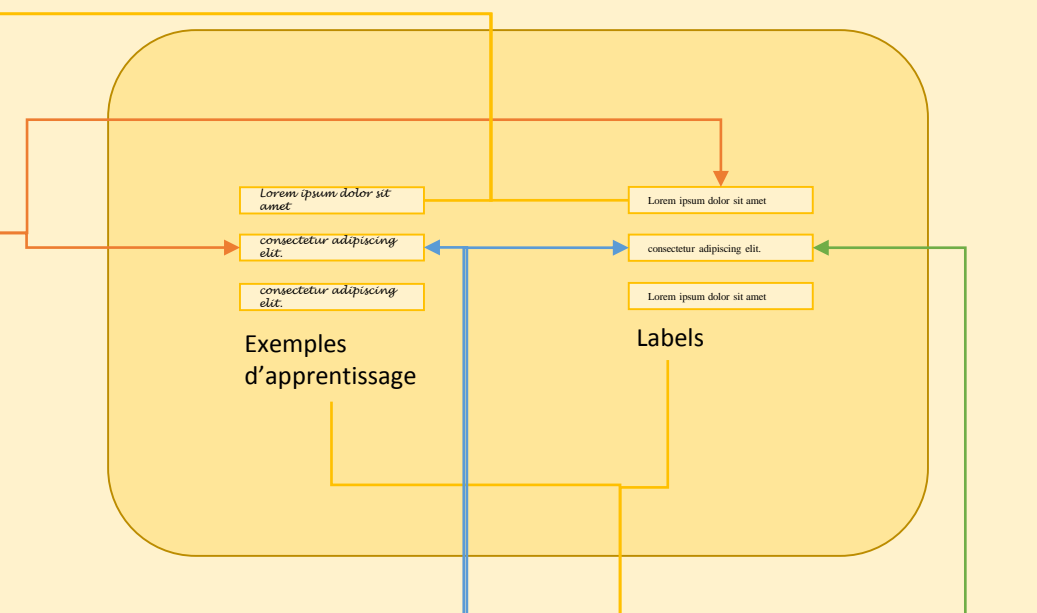 Lorem ipsum dolor sit
amet
consectetur adipiscing
elit.
consectetur adipiscing
elit.
Exemples
d’apprentissage
Lorem ipsum dolor sit amet
consectetur adipiscing elit.
Lorem ipsum dolor sit amet
Labels